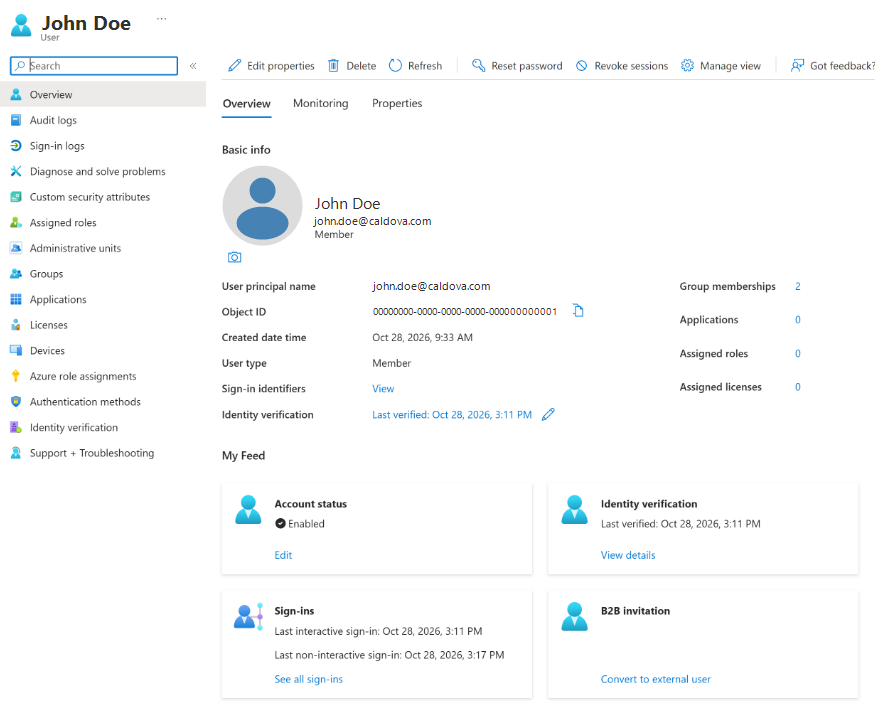 John Doe
...
User
Search
«
Edit properties Delete Refresh Reset password Revoke sessions Manage view Got feedback?
Overview
Audit logs
Sign-in logs
Diagnose and solve problems
Custom security attributes
Assigned roles
Administrative units
Groups
Applications
Licenses
Devices
Azure role assignments
Authentication methods
Identity verification
Support + Troubleshooting
Overview Monitoring Properties
Basic info
John Doe
john.doe@caldova.com
Member
User principal name john.doe@caldova.com
Object ID 00000000-0000-0000-0000-000000000001
Created date time Oct 28, 2026, 9:33 AM
User type Member
Sign-in identifiers View
Identity verification Last verified: Oct 28, 2026, 3:11 PM
Group memberships 2
Applications 0
Assigned roles 0
Assigned licenses 0
My Feed
Account status
Enabled
Edit
Identity verification
Last verified: Oct 28, 2026, 3:11 PM
View details
Sign-ins
Last interactive sign-in: Oct 28, 2026, 3:11 PM
Last non-interactive sign-in: Oct 28, 2026, 3:17 PM
See all sign-ins
B2B invitation
Convert to external user